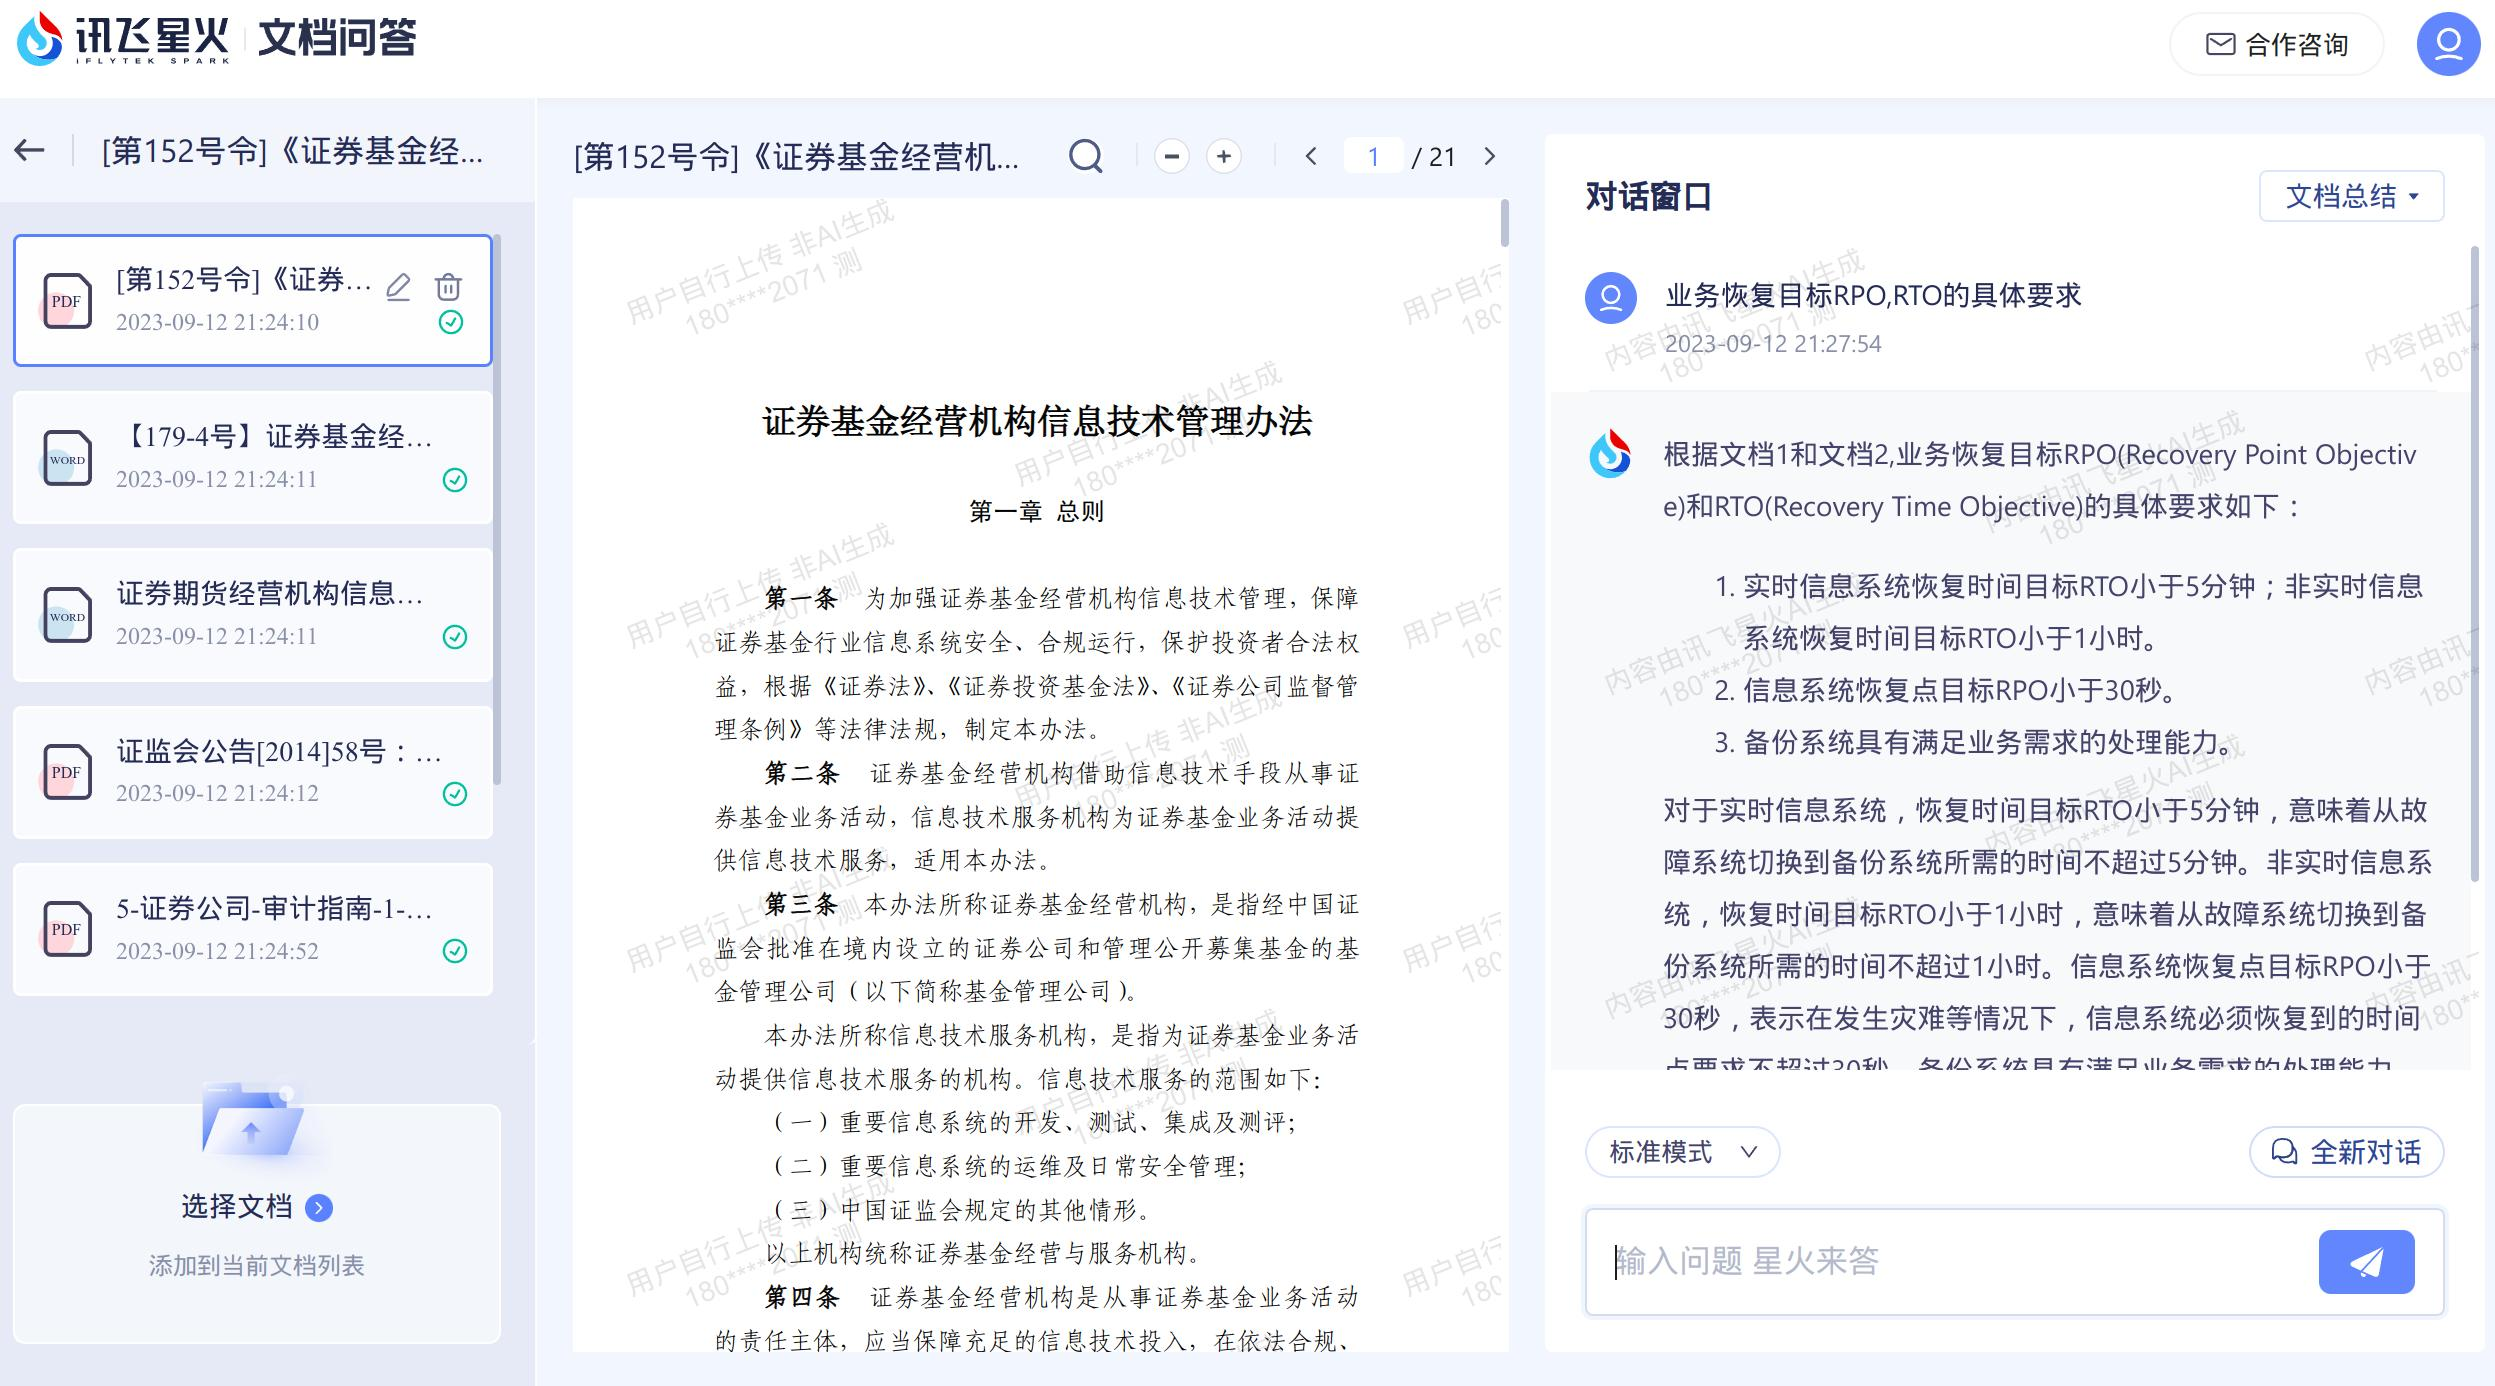 讯飞星火
iFLYTEK SPARK
文档问答
合作咨询
[第152号令]《证券基金经...
PDF
[第152号令]《证券...
2023-09-12 21:24:10
WORD
【179-4号】证券基金经...
2023-09-12 21:24:11
WORD
证券期货经营机构信息...
2023-09-12 21:24:11
PDF
证监会公告[2014]58号：...
2023-09-12 21:24:12
PDF
5-证券公司-审计指南-1-...
2023-09-12 21:24:52
选择文档
添加到当前文档列表
[第152号令]《证券基金经营机...
1 / 21
用户自行上传 非AI生成
180****2071 测
证券基金经营机构信息技术管理办法
第一章 总则
第一条 为加强证券基金经营机构信息技术管理，保障
证券基金行业信息系统安全、合规运行，保护投资者合法权
益，根据《证券法》、《证券投资基金法》、《证券公司监督管
理条例》等法律法规，制定本办法。
第二条 证券基金经营机构借助信息技术手段从事证
券基金业务活动，信息技术服务机构为证券基金业务活动提
供信息技术服务，适用本办法。
第三条 本办法所称证券基金经营机构，是指经中国证
监会批准在境内设立的证券公司和管理公开募集基金的基
金管理公司（以下简称基金管理公司）。
本办法所称信息技术服务机构，是指为证券基金业务活
动提供信息技术服务的机构。信息技术服务的范围如下：
（一）重要信息系统的开发、测试、集成及测评；
（二）重要信息系统的运维及日常安全管理；
（三）中国证监会规定的其他情形。
以上机构统称证券基金经营与服务机构。
第四条 证券基金经营机构是从事证券基金业务活动
的责任主体，应当保障充足的信息技术投入，在依法合规、
对话窗口
文档总结
业务恢复目标RPO,RTO的具体要求
2023-09-12 21:27:54
内容由讯飞星火AI生成
180****2071 测
根据文档1和文档2,业务恢复目标RPO(Recovery Point Objectiv
e)和RTO(Recovery Time Objective)的具体要求如下：
1. 实时信息系统恢复时间目标RTO小于5分钟；非实时信息
系统恢复时间目标RTO小于1小时。
2. 信息系统恢复点目标RPO小于30秒。
3. 备份系统具有满足业务需求的处理能力。
对于实时信息系统，恢复时间目标RTO小于5分钟，意味着从故
障系统切换到备份系统所需的时间不超过5分钟。非实时信息系
统，恢复时间目标RTO小于1小时，意味着从故障系统切换到备
份系统所需的时间不超过1小时。信息系统恢复点目标RPO小于
30秒，表示在发生灾难等情况下，信息系统必须恢复到的时间
点要求不超过30秒。备份系统具有满足业务需求的处理能力
标准模式
全新对话
输入问题 星火来答